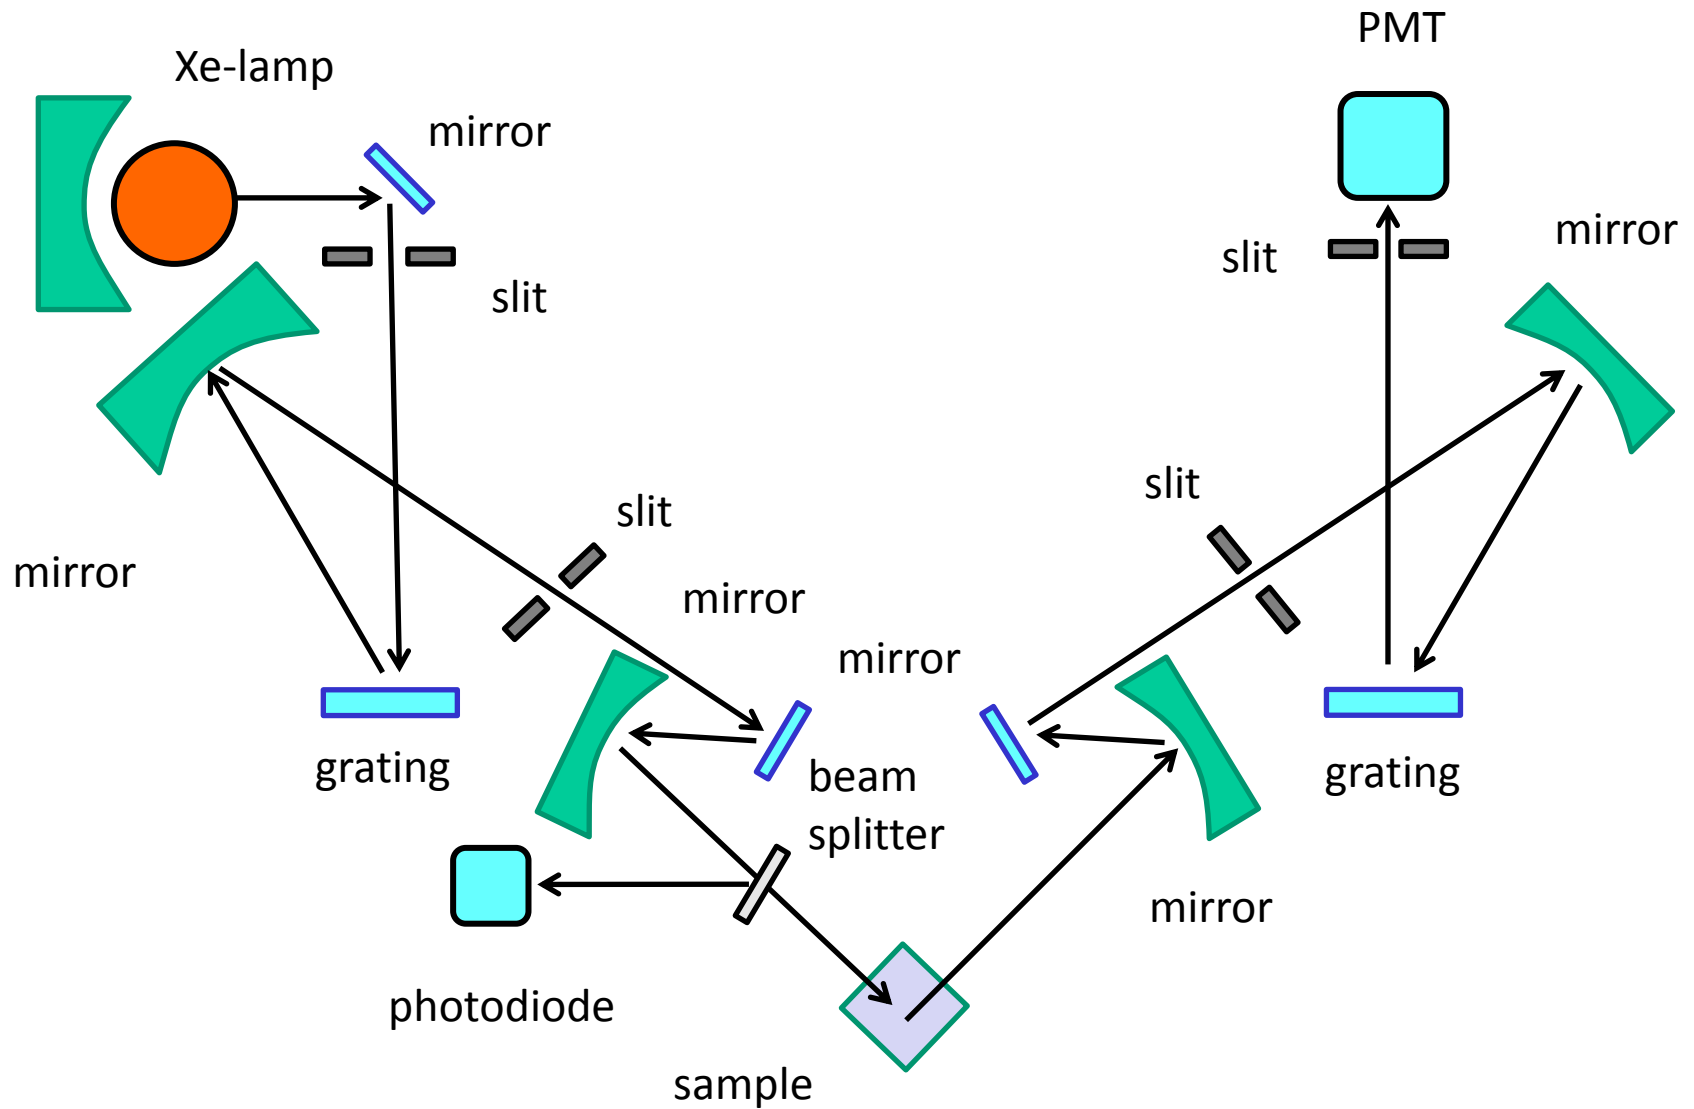 PMT
Xe-lamp
mirror
mirror
slit
slit
slit
slit
mirror
mirror
mirror
grating
beam
splitter
grating
mirror
photodiode
sample